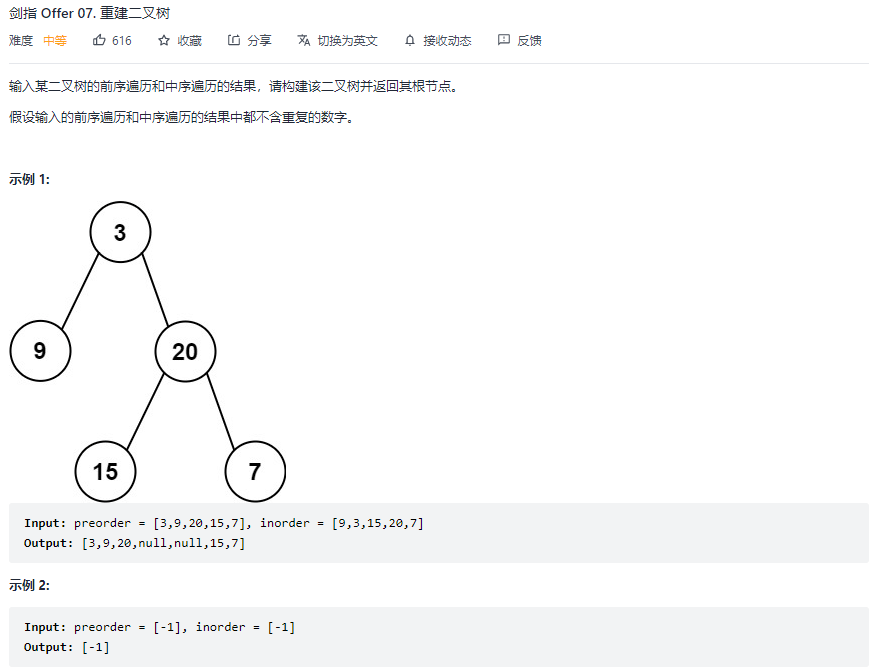 剑指 Offer 07. 重建二叉树
难度 中等 616 收藏 分享 切换为英文 接收动态 反馈
输入某二叉树的前序遍历和中序遍历的结果，请构建该二叉树并返回其根节点。
假设输入的前序遍历和中序遍历的结果中都不含重复的数字。
示例 1:
3
9 20
15 7
Input: preorder = [3,9,20,15,7], inorder = [9,3,15,20,7]
Output: [3,9,20,null,null,15,7]
示例 2:
Input: preorder = [-1], inorder = [-1]
Output: [-1]